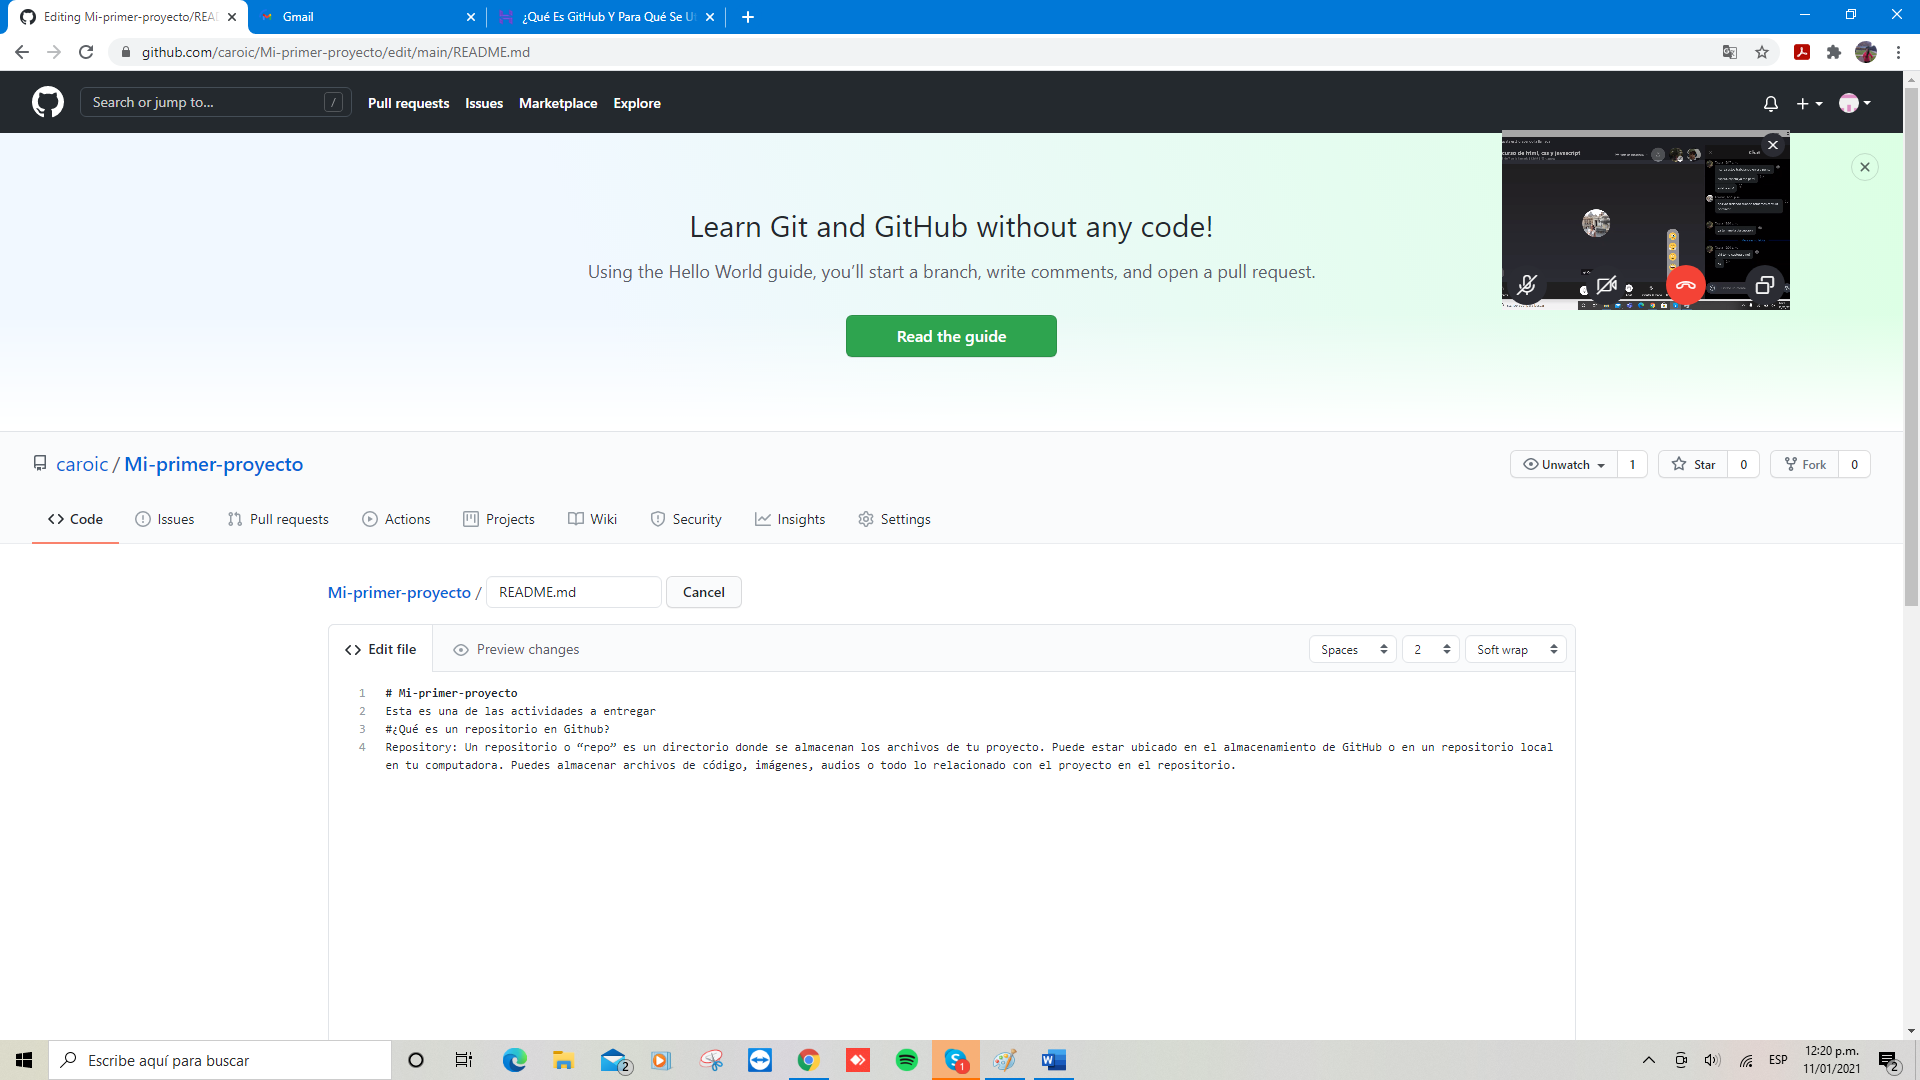 Editing Mi-primer-proyecto/REA
Gmail
¿Qué Es GitHub Y Para Qué Se U
github.com/caroic/Mi-primer-proyecto/edit/main/README.md
Search or jump to...
/
Pull requests
Issues
Marketplace
Explore
Learn Git and GitHub without any code!
Using the Hello World guide, you’ll start a branch, write comments, and open a pull request.
Read the guide
caroic / Mi-primer-proyecto
Unwatch
1
Star
0
Fork
0
Code
Issues
Pull requests
Actions
Projects
Wiki
Security
Insights
Settings
Mi-primer-proyecto /
README.md
Cancel
Edit file
Preview changes
Spaces
2
Soft wrap
1 # Mi-primer-proyecto
2 Esta es una de las actividades a entregar
3 #¿Qué es un repositorio en Github?
4 Repository: Un repositorio o “repo” es un directorio donde se almacenan los archivos de tu proyecto. Puede estar ubicado en el almacenamiento de GitHub o en un repositorio local
en tu computadora. Puedes almacenar archivos de código, imágenes, audios o todo lo relacionado con el proyecto en el repositorio.
Escribe aquí para buscar
2
1
ESP
12:20 p.m.
11/01/2021
2